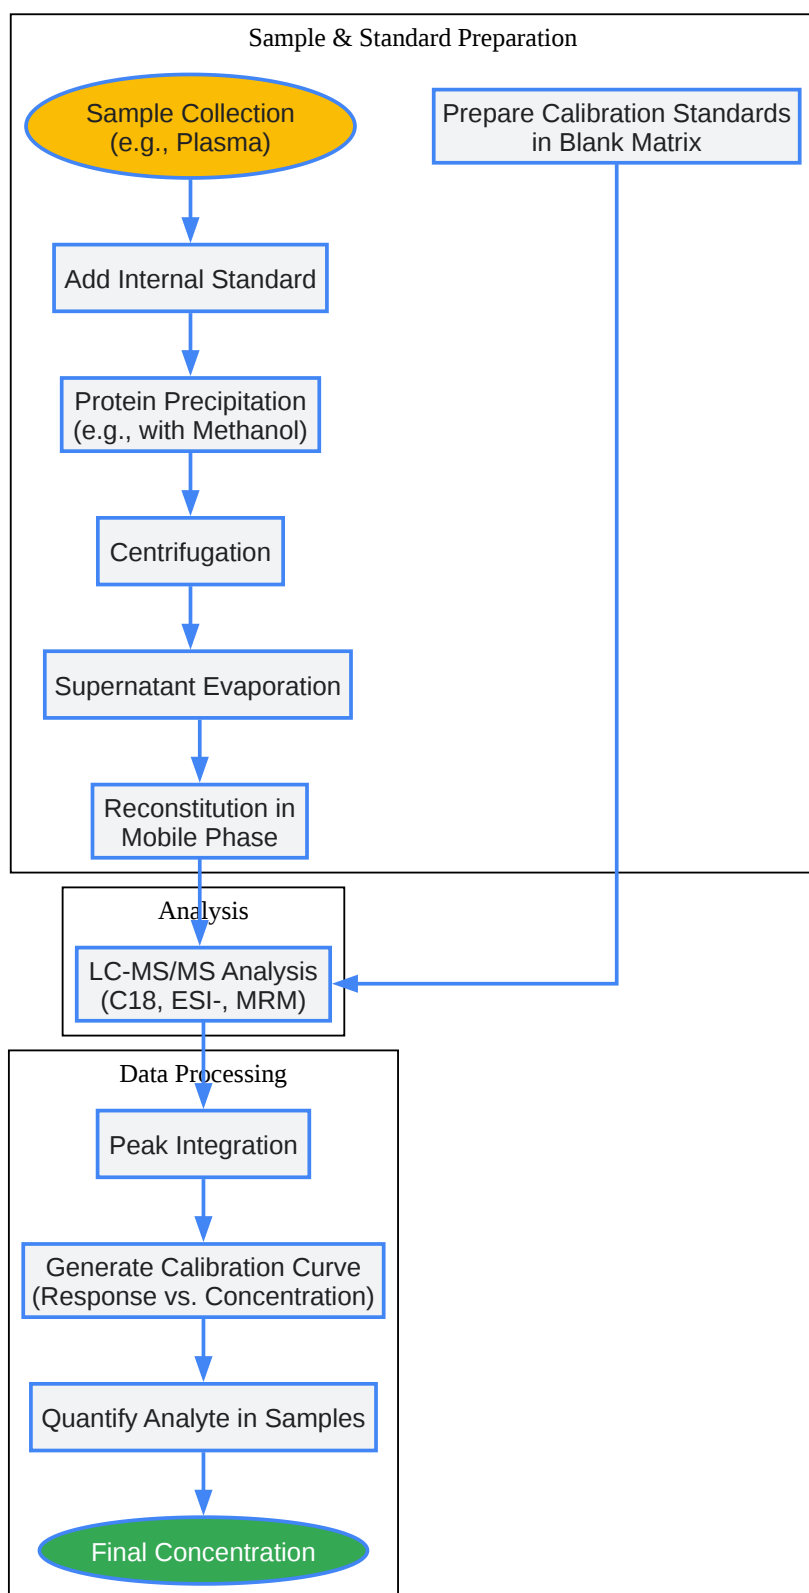 Sample & Standard Preparation
Sample Collection
(e.g., Plasma)
Prepare Calibration Standards
in Blank Matrix
Add Internal Standard
Protein Precipitation
(e.g., with Methanol)
Centrifugation
Supernatant Evaporation
Reconstitution in
Mobile Phase
Analysis
LC-MS/MS Analysis
(C18, ESI-, MRM)
Data Processing
Peak Integration
Generate Calibration Curve
(Response vs. Concentration)
Quantify Analyte in Samples
Final Concentration